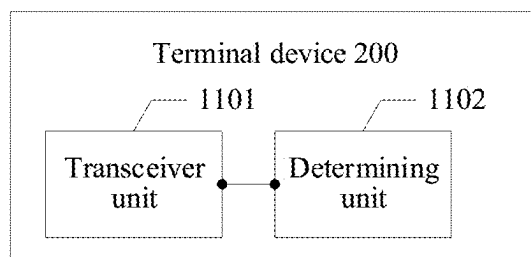 Terminal device 200
1101
1102
Transceiver
unit
Determining
unit